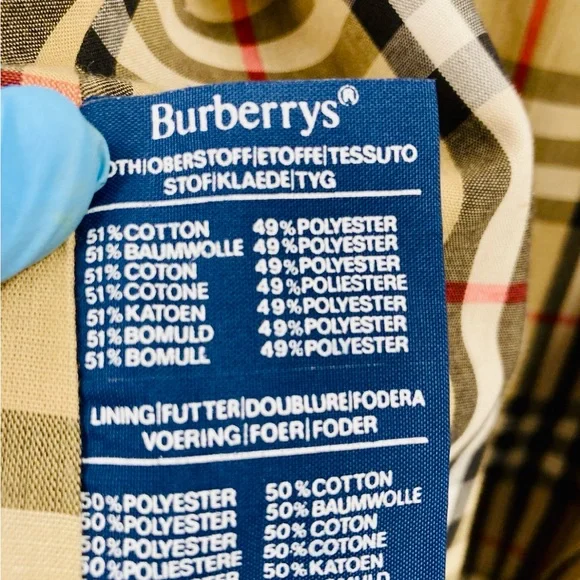 Burberrys®
OTH|OBERSTOFF|ETOFFE|TESSUTO
STOF|KLAEDE|TYG
51%COTTON 49%POLYESTER
51%BAUMWOLLE 49%POLYESTER
51%COTON 49%POLYESTER
51%COTONE 49%POLIESTERE
51%KATOEN 49%POLYESTER
51%BOMULD 49%POLYESTER
51%BOMULL 49%POLYESTER
LINING|FUTTER|DOUBLURE|FODERA
VOERING|FOER|FODER
50%POLYESTER 50%COTTON
50%POLYESTER 50%BAUMWOLLE
50%POLYESTER 50%COTON
50%POLIESTERE 50%COTONE
50%POLYESTER 50%KATOEN